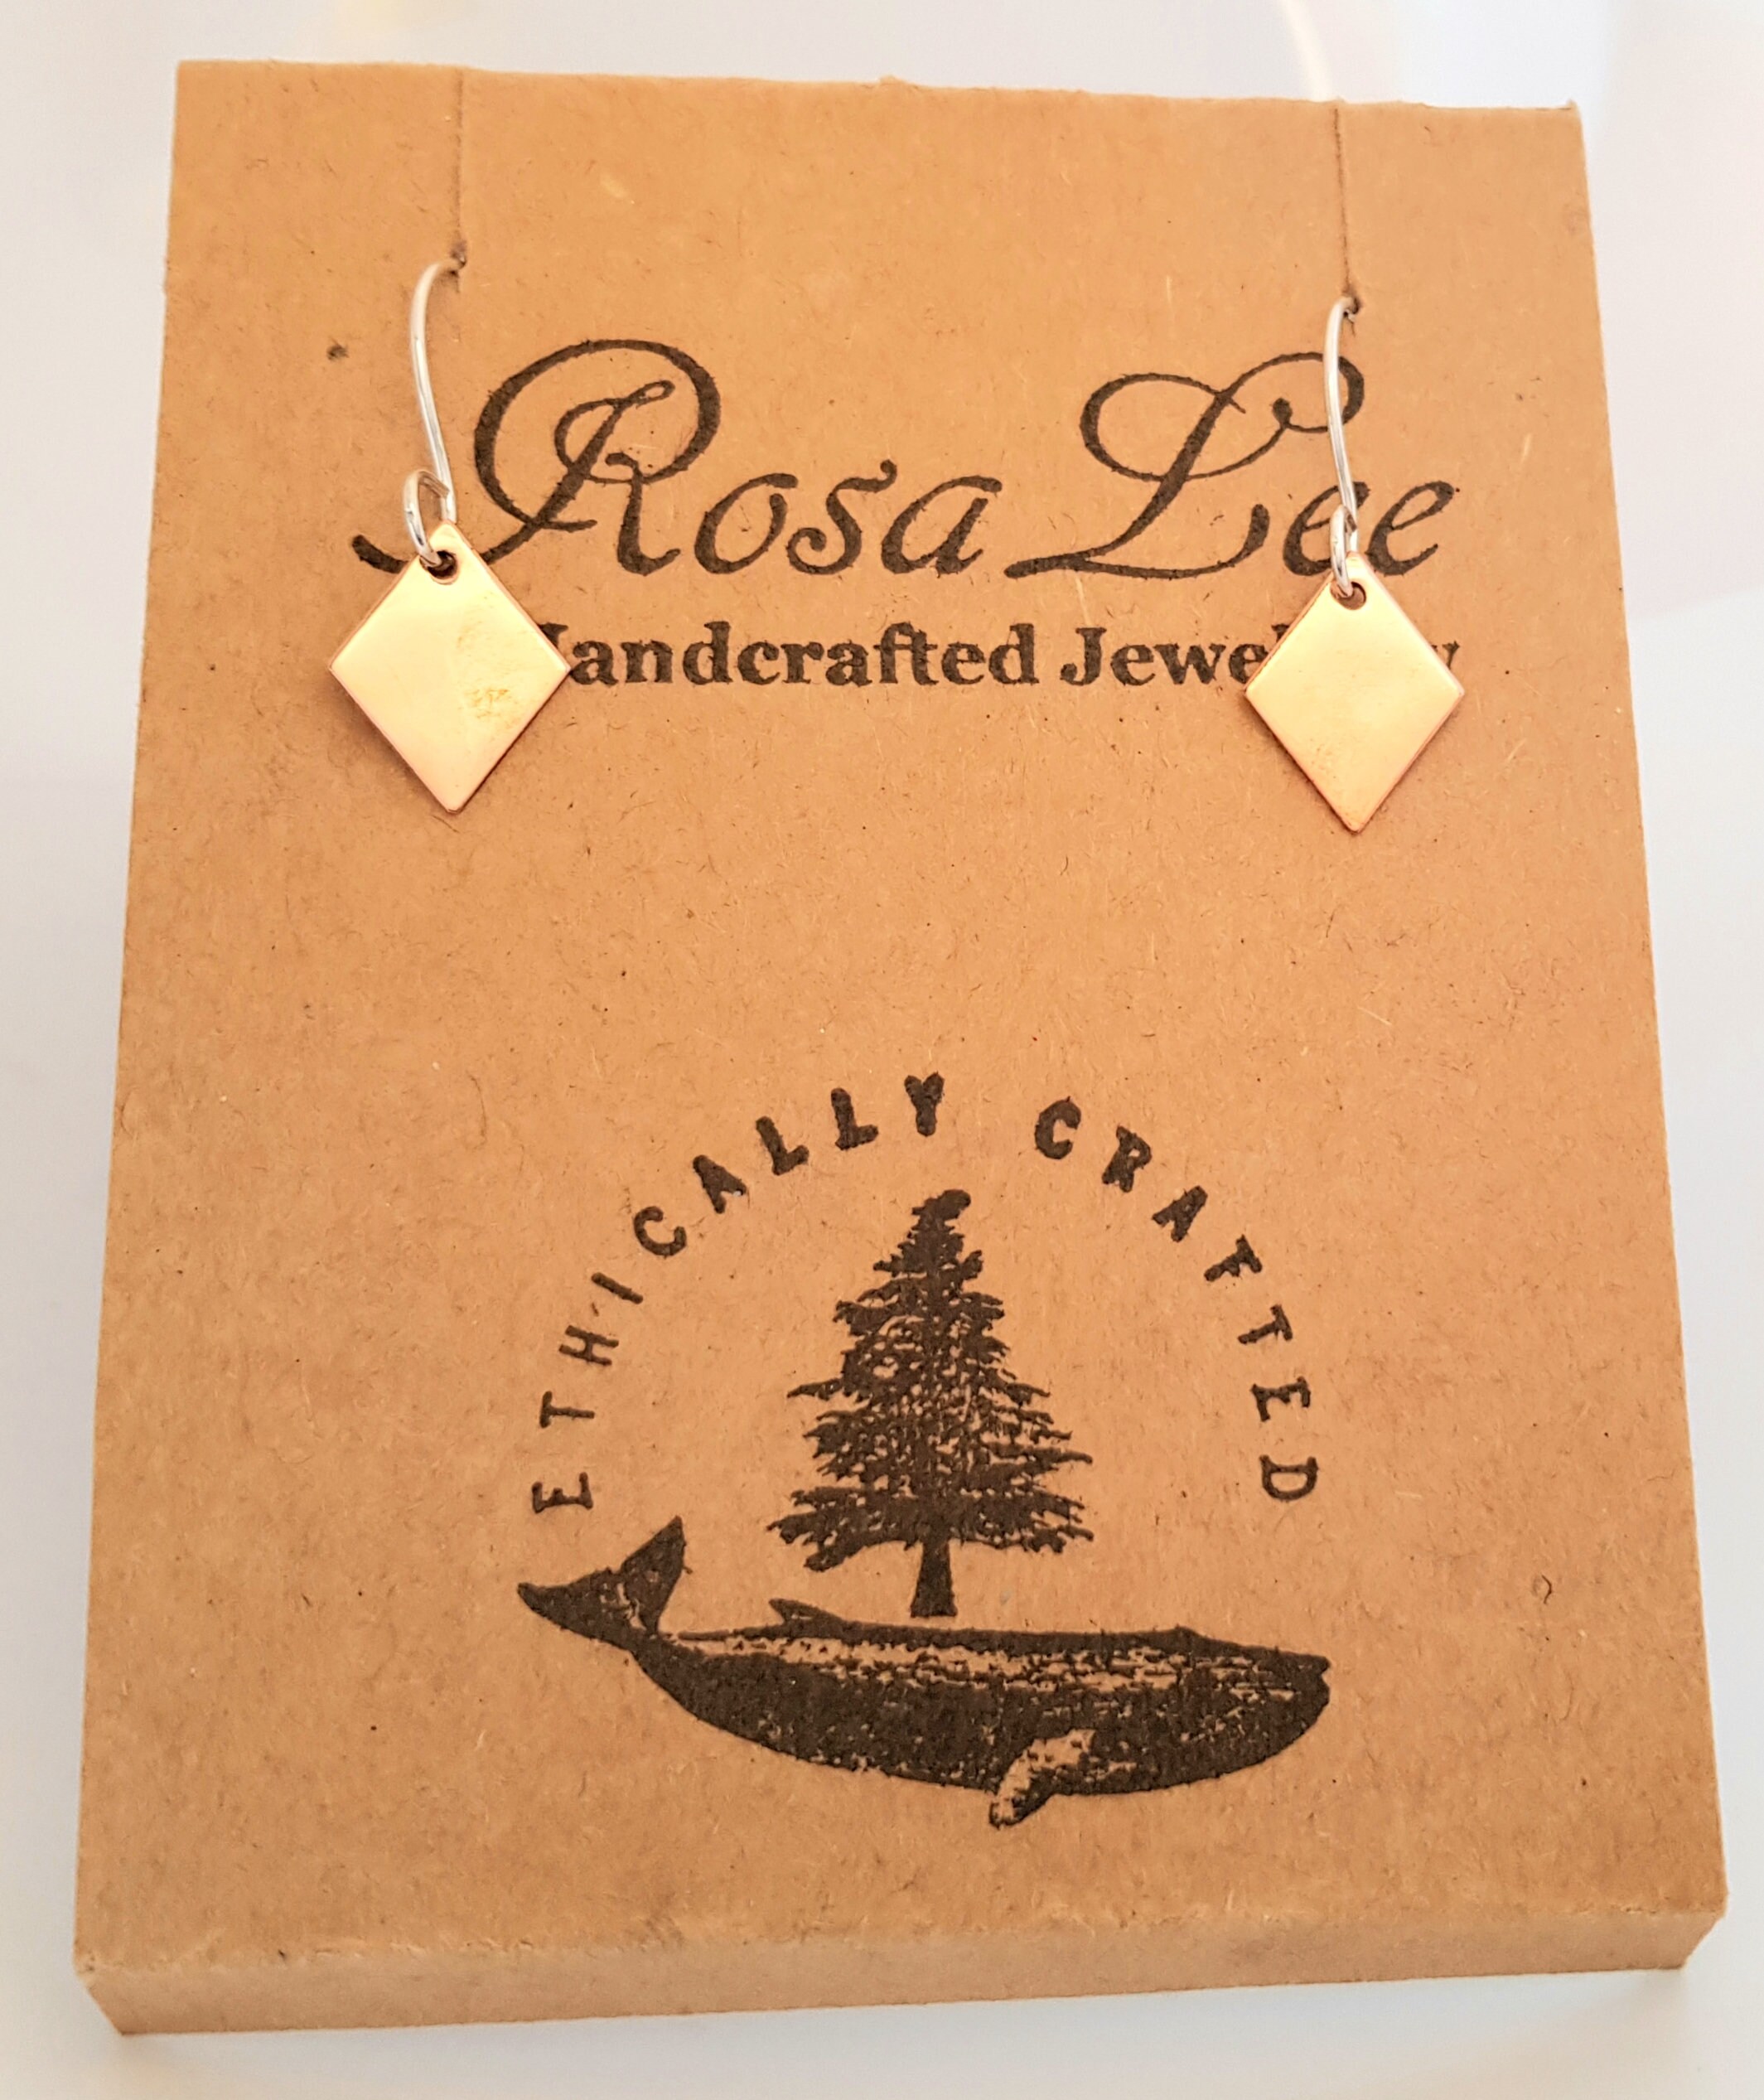 Rosa Lee
Handcrafted Jewellery
ETHICALLY CRAFTED